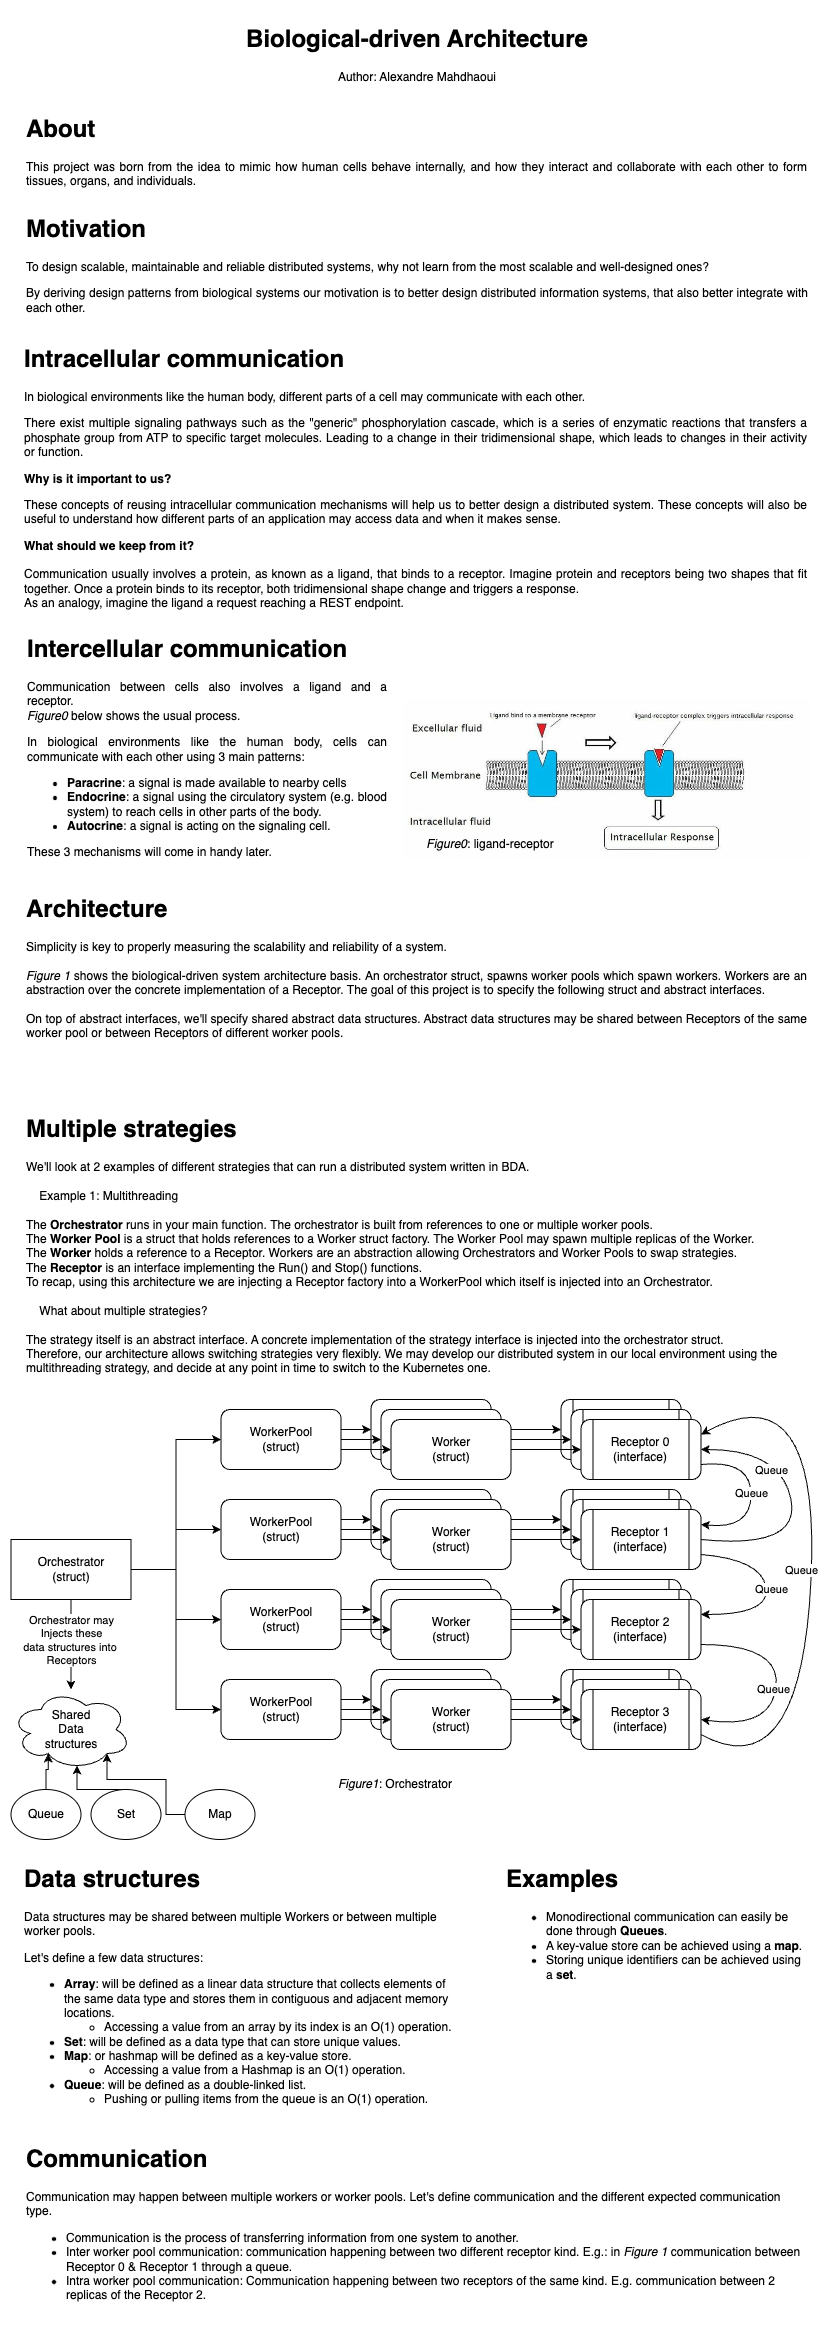 Biological-driven Architecture
Author: Alexandre Mahdhaoui
About
This project was born from the idea to mimic how human cells behave internally, and how they interact and collaborate with each other to form
tissues, organs, and individuals.
Motivation
To design scalable, maintainable and reliable distributed systems, why not learn from the most scalable and well-designed ones?
By deriving design patterns from biological systems our motivation is to better design distributed information systems, that also better integrate with
each other.
Intracellular communication
In biological environments like the human body, different parts of a cell may communicate with each other.
There exist multiple signaling pathways such as the "generic" phosphorylation cascade, which is a series of enzymatic reactions that transfers a
phosphate group from ATP to specific target molecules. Leading to a change in their tridimensional shape, which leads to changes in their activity
or function.
Why is it important to us?
These concepts of reusing intracellular communication mechanisms will help us to better design a distributed system. These concepts will also be
useful to understand how different parts of an application may access data and when it makes sense.
What should we keep from it?
Communication usually involves a protein, as known as a ligand, that binds to a receptor. Imagine protein and receptors being two shapes that fit
together. Once a protein binds to its receptor, both tridimensional shape change and triggers a response.
As an analogy, imagine the ligand a request reaching a REST endpoint.
Intercellular communication
Communication between cells also involves a ligand and a
receptor.
Figure0 below shows the usual process.
In biological environments like the human body, cells can
communicate with each other using 3 main patterns:
• Paracrine: a signal is made available to nearby cells
• Endocrine: a signal using the circulatory system (e.g. blood
system) to reach cells in other parts of the body.
• Autocrine: a signal is acting on the signaling cell.
These 3 mechanisms will come in handy later.
Ligand bind to a membrane receptor
ligand-receptor complex triggers intracellular response
Excellular fluid
Cell Membrane
Intracellular fluid
Intracellular Response
Figure0: ligand-receptor
Architecture
Simplicity is key to properly measuring the scalability and reliability of a system.
Figure 1 shows the biological-driven system architecture basis. An orchestrator struct, spawns worker pools which spawn workers. Workers are an
abstraction over the concrete implementation of a Receptor. The goal of this project is to specify the following struct and abstract interfaces.
On top of abstract interfaces, we'll specify shared abstract data structures. Abstract data structures may be shared between Receptors of the same
worker pool or between Receptors of different worker pools.
Multiple strategies
We'll look at 2 examples of different strategies that can run a distributed system written in BDA.
Example 1: Multithreading
The Orchestrator runs in your main function. The orchestrator is built from references to one or multiple worker pools.
The Worker Pool is a struct that holds references to a Worker struct factory. The Worker Pool may spawn multiple replicas of the Worker.
The Worker holds a reference to a Receptor. Workers are an abstraction allowing Orchestrators and Worker Pools to swap strategies.
The Receptor is an interface implementing the Run() and Stop() functions.
To recap, using this architecture we are injecting a Receptor factory into a WorkerPool which itself is injected into an Orchestrator.
What about multiple strategies?
The strategy itself is an abstract interface. A concrete implementation of the strategy interface is injected into the orchestrator struct.
Therefore, our architecture allows switching strategies very flexibly. We may develop our distributed system in our local environment using the
multithreading strategy, and decide at any point in time to switch to the Kubernetes one.
WorkerPool
(struct)
Worker
(struct)
Receptor 0
(interface)
Queue
Queue
WorkerPool
(struct)
Worker
(struct)
Receptor 1
(interface)
Orchestrator
(struct)
Queue
Queue
WorkerPool
(struct)
Worker
(struct)
Receptor 2
(interface)
Orchestrator may
Injects these
data structures into
Receptors
Queue
WorkerPool
(struct)
Worker
(struct)
Receptor 3
(interface)
Shared
Data
structures
Figure1: Orchestrator
Queue
Set
Map
Data structures
Data structures may be shared between multiple Workers or between multiple
worker pools.
Let's define a few data structures:
• Array: will be defined as a linear data structure that collects elements of
the same data type and stores them in contiguous and adjacent memory
locations.
◦ Accessing a value from an array by its index is an O(1) operation.
• Set: will be defined as a data type that can store unique values.
• Map: or hashmap will be defined as a key-value store.
◦ Accessing a value from a Hashmap is an O(1) operation.
• Queue: will be defined as a double-linked list.
◦ Pushing or pulling items from the queue is an O(1) operation.
Examples
• Monodirectional communication can easily be
done through Queues.
• A key-value store can be achieved using a map.
• Storing unique identifiers can be achieved using
a set.
Communication
Communication may happen between multiple workers or worker pools. Let's define communication and the different expected communication
type.
• Communication is the process of transferring information from one system to another.
• Inter worker pool communication: communication happening between two different receptor kind. E.g.: in Figure 1 communication between
Receptor 0 & Receptor 1 through a queue.
• Intra worker pool communication: Communication happening between two receptors of the same kind. E.g. communication between 2
replicas of the Receptor 2.